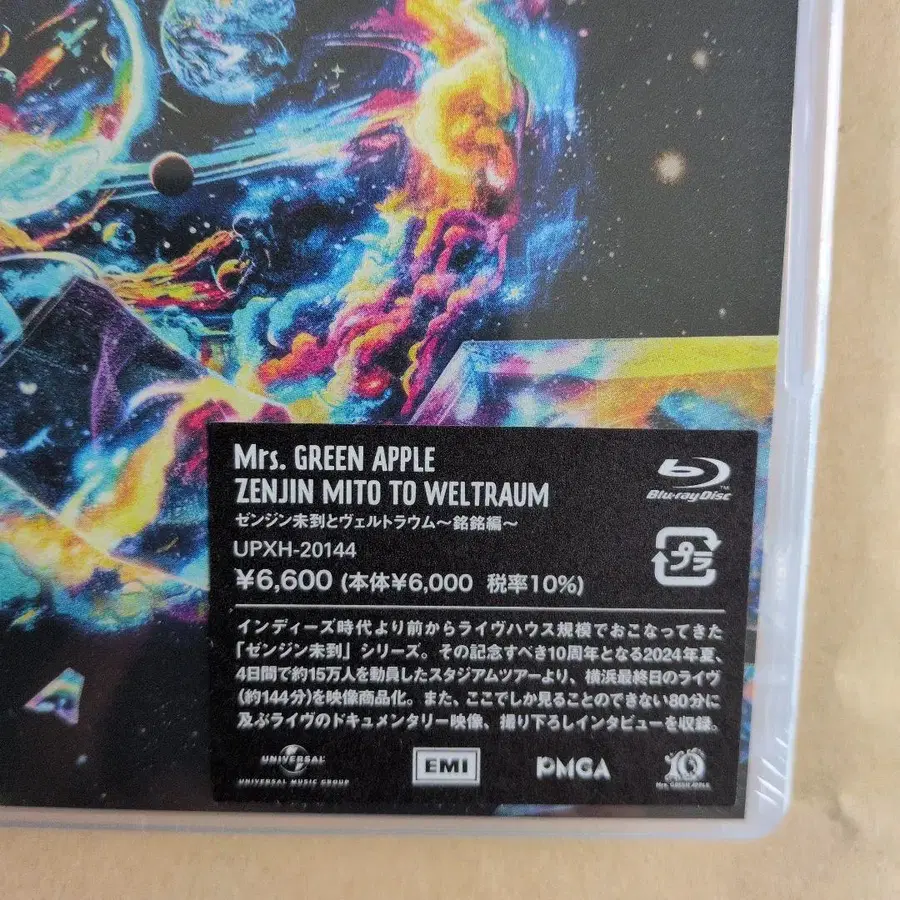 Mrs. GREEN APPLE
ZENJIN MITO TO WELTRAUM
ゼンジン未到とヴェルトラウム〜銘銘編〜
UPXH-20144
¥6,600 (本体¥6,000 税率10%)
Blu-ray Disc
TM
プラ
インディーズ時代より前からライヴハウス規模でおこなってきた
「ゼンジン未到」シリーズ。その記念すべき10周年となる2024年夏、
4日間で約15万人を動員したスタジアムツアーより、横浜最終日のライヴ
(約144分)を映像商品化。また、ここでしか見ることのできない80分に
及ぶライヴのドキュメンタリー映像、撮り下ろしインタビューを収録。
UNIVERSAL
UNIVERSAL MUSIC GROUP
EMI
PMGA
10
Mrs. GREEN APPLE